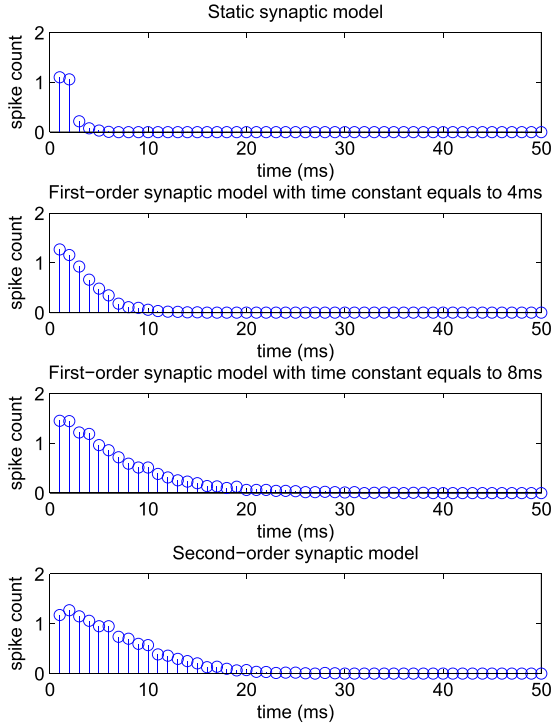 Static synaptic model
2
1
0
spike count
0 10 20 30 40 50
time (ms)
First−order synaptic model with time constant equals to 4ms
2
1
0
spike count
0 10 20 30 40 50
time (ms)
First−order synaptic model with time constant equals to 8ms
2
1
0
spike count
0 10 20 30 40 50
time (ms)
Second−order synaptic model
2
1
0
spike count
0 10 20 30 40 50
time (ms)